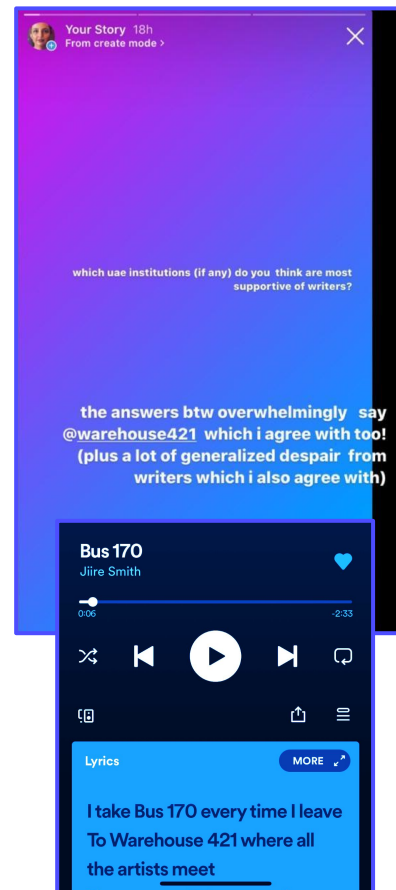 Your Story 18h
From create mode >
which uae institutions (if any) do you think are most
supportive of writers?
the answers btw overwhelmingly say
@warehouse421 which i agree with too!
(plus a lot of generalized despair from
writers which i also agree with)
Bus 170
Jiire Smith
0:06 -2:33
Lyrics MORE
I take Bus 170 every time I leave
To Warehouse 421 where all
the artists meet